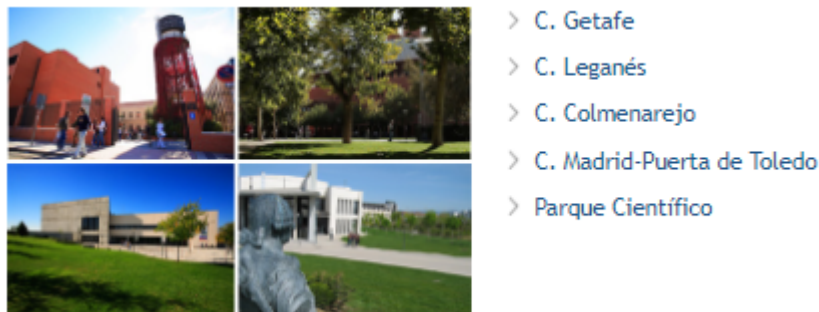 C. Getafe
C. Leganés
C. Colmenarejo
C. Madrid-Puerta de Toledo
Parque Científico